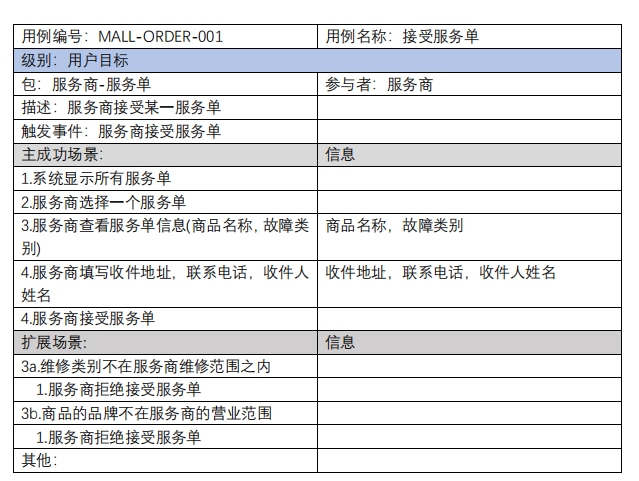 用例编号：MALL-ORDER-001
用例名称：接受服务单
级别：用户目标
包：服务商-服务单
参与者：服务商
描述：服务商接受某一服务单
触发事件：服务商接受服务单
主成功场景：
信息
1.系统显示所有服务单
2.服务商选择一个服务单
3.服务商查看服务单信息(商品名称，故障类
别)
商品名称，故障类别
4.服务商填写收件地址，联系电话，收件人
姓名
收件地址，联系电话，收件人姓名
4.服务商接受服务单
扩展场景：
信息
3a.维修类别不在服务商维修范围之内
1.服务商拒绝接受服务单
3b.商品的品牌不在服务商的营业范围
1.服务商拒绝接受服务单
其他：